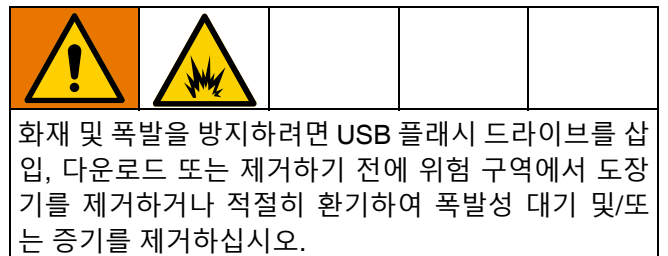 화재 및 폭발을 방지하려면 USB 플래시 드라이브를 삽
입, 다운로드 또는 제거하기 전에 위험 구역에서 도장
기를 제거하거나 적절히 환기하여 폭발성 대기 및/또
는 증기를 제거하십시오.